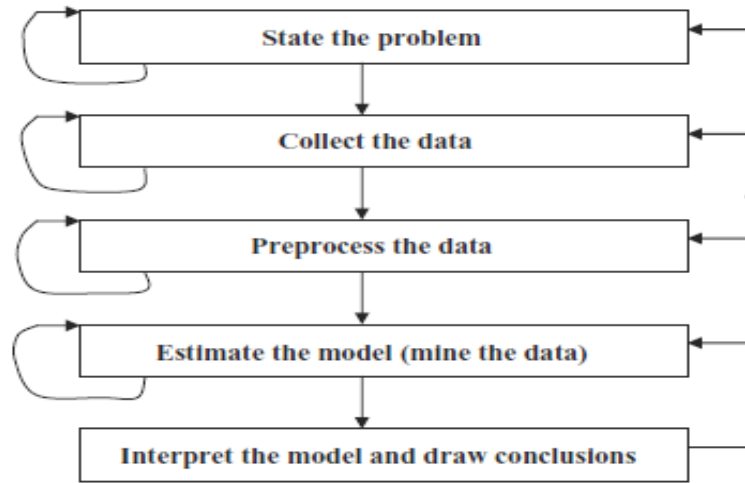 State the problem
Collect the data
Preprocess the data
Estimate the model (mine the data)
Interpret the model and draw conclusions